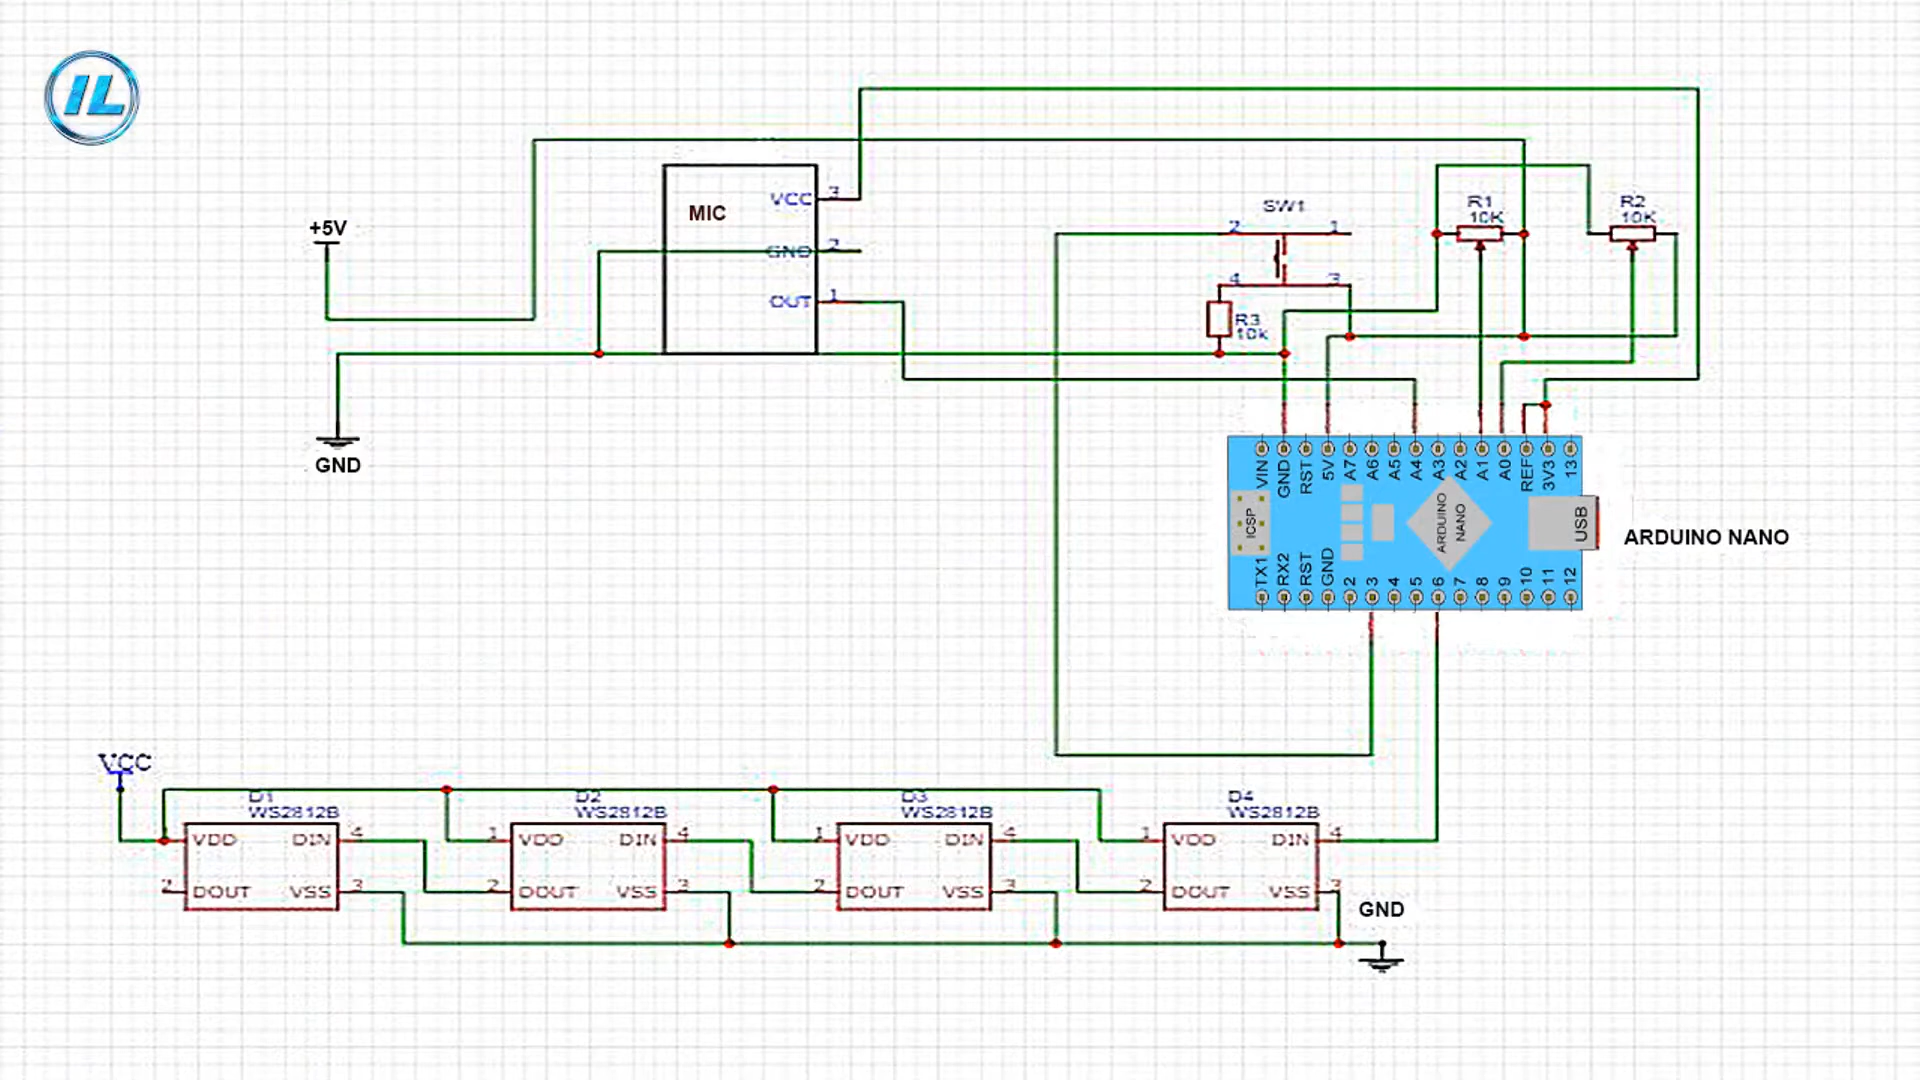 IL
+5V
GND
MIC
VCC 3
GND 2
OUT 1
SW1
2 1
4 3
R3
10k
R1
10K
R2
10K
VIN GND RST 5V A7 A6 A5 A4 A3 A2 A1 A0 REF 3V3 13
ICSP
ARDUINO
NANO
USB
TX1 RX2 RST GND 2 3 4 5 6 7 8 9 10 11 12
ARDUINO NANO
VCC
D1
WS2812B
VDD DIN 4
2 DOUT VSS 3
D2
WS2812B
1 VDD DIN 4
2 DOUT VSS 3
D3
WS2812B
1 VDD DIN 4
2 DOUT VSS 3
D4
WS2812B
1 VDD DIN 4
2 DOUT VSS 3
GND